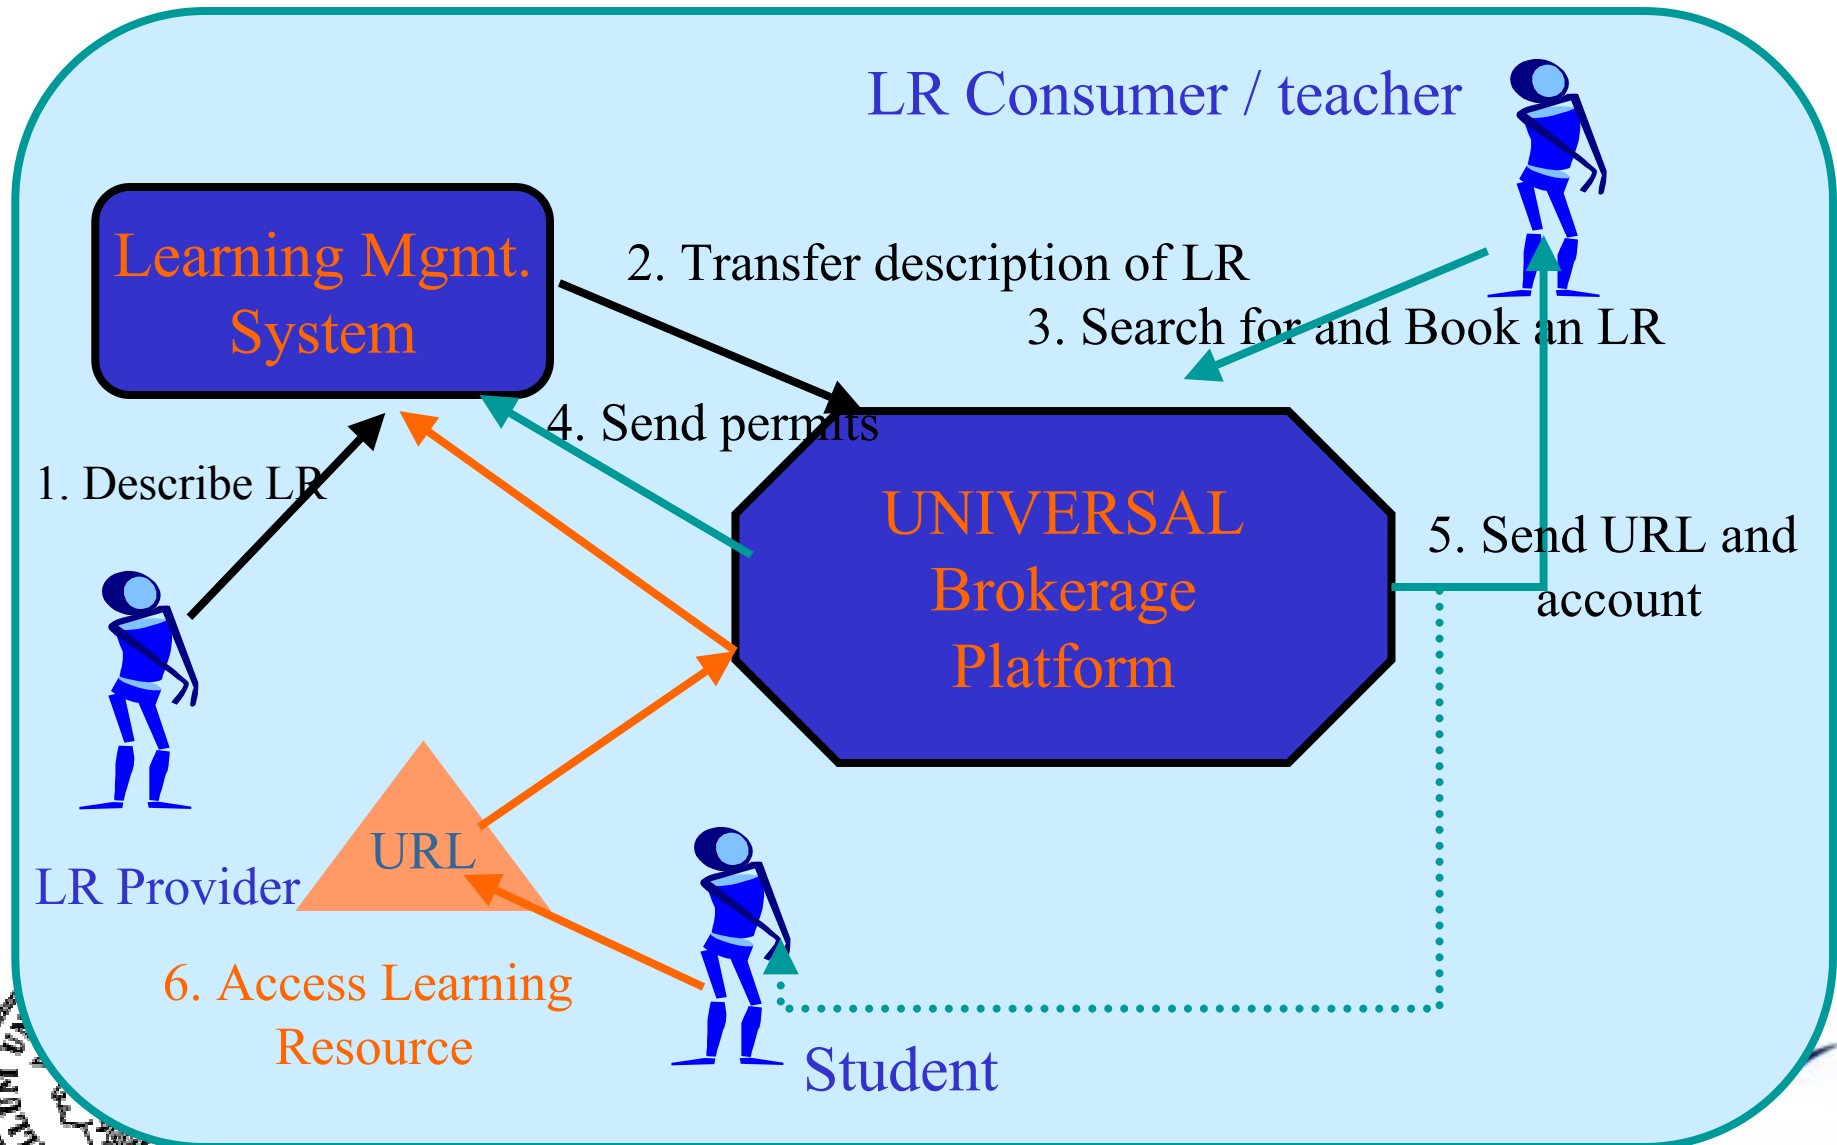 LR Consumer / teacher
Learning Mgmt.
System
2. Transfer description of LR
3. Search for and Book an LR
4. Send permits
1. Describe LR
UNIVERSAL
Brokerage
Platform
5. Send URL and
account
URL
LR Provider
6. Access Learning
Resource
Student